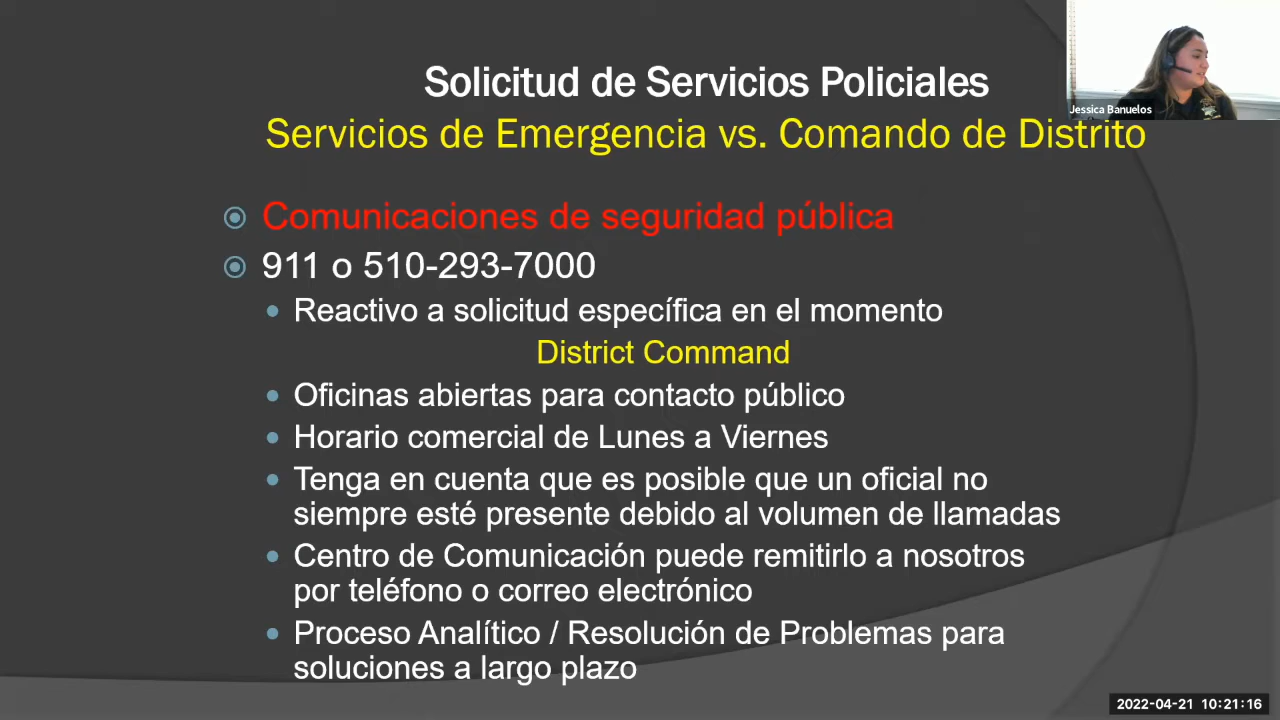 Solicitud de Servicios Policiales
Servicios de Emergencia vs. Comando de Distrito
Jessica Banuelos
Comunicaciones de seguridad pública
911 o 510-293-7000
Reactivo a solicitud específica en el momento
District Command
Oficinas abiertas para contacto público
Horario comercial de Lunes a Viernes
Tenga en cuenta que es posible que un oficial no
siempre esté presente debido al volumen de llamadas
Centro de Comunicación puede remitirlo a nosotros
por teléfono o correo electrónico
Proceso Analítico / Resolución de Problemas para
soluciones a largo plazo
2022-04-21 10:21:16